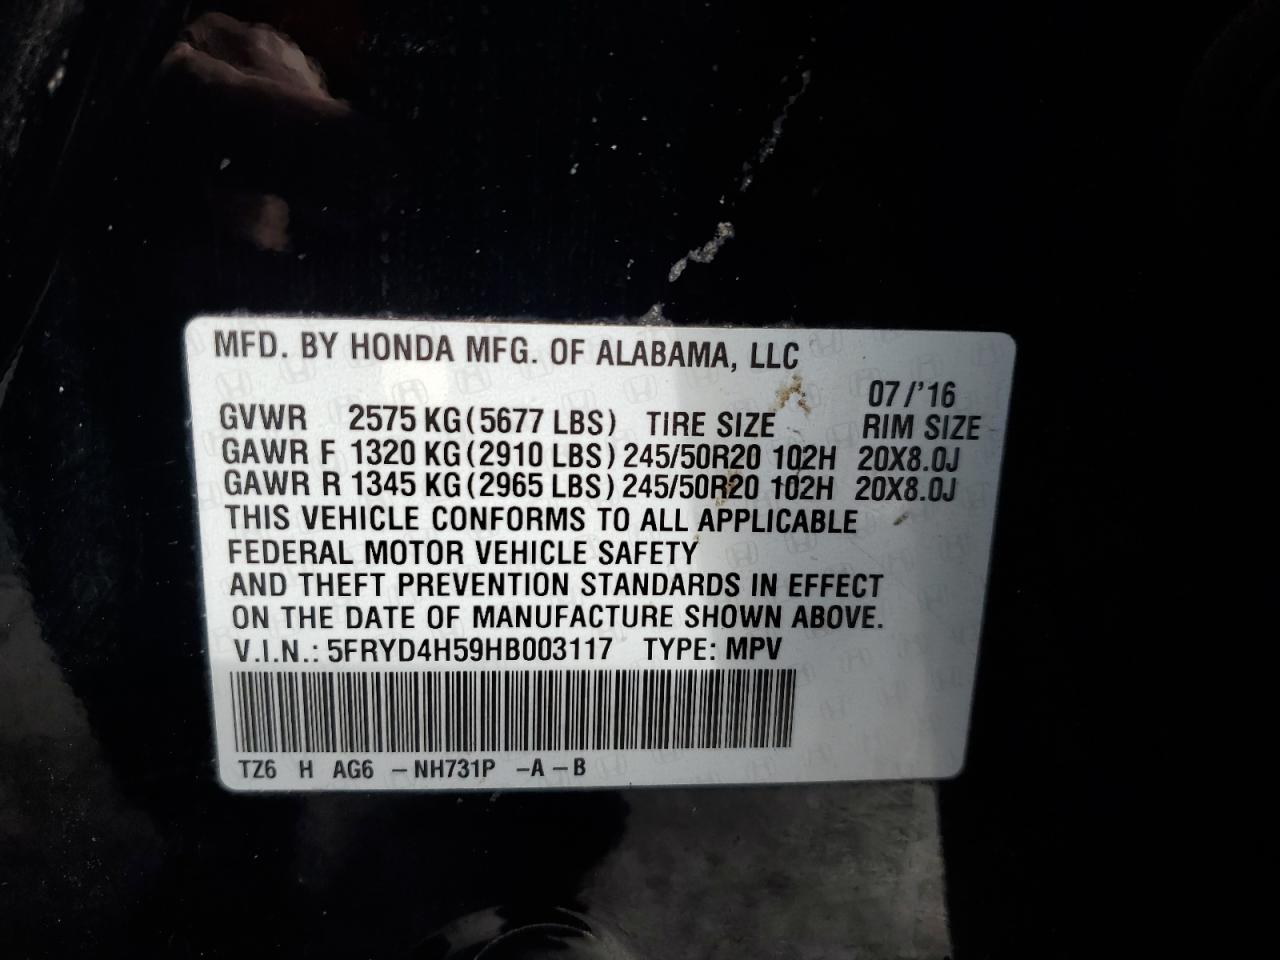 MFD. BY HONDA MFG. OF ALABAMA, LLC
07/'16
GVWR 2575 KG (5677 LBS) TIRE SIZE RIM SIZE
GAWR F 1320 KG (2910 LBS) 245/50R20 102H 20X8.0J
GAWR R 1345 KG (2965 LBS) 245/50R20 102H 20X8.0J
THIS VEHICLE CONFORMS TO ALL APPLICABLE
FEDERAL MOTOR VEHICLE SAFETY
AND THEFT PREVENTION STANDARDS IN EFFECT
ON THE DATE OF MANUFACTURE SHOWN ABOVE.
V.I.N.: 5FRYD4H59HB003117 TYPE: MPV
TZ6 H AG6 -NH731P -A-B